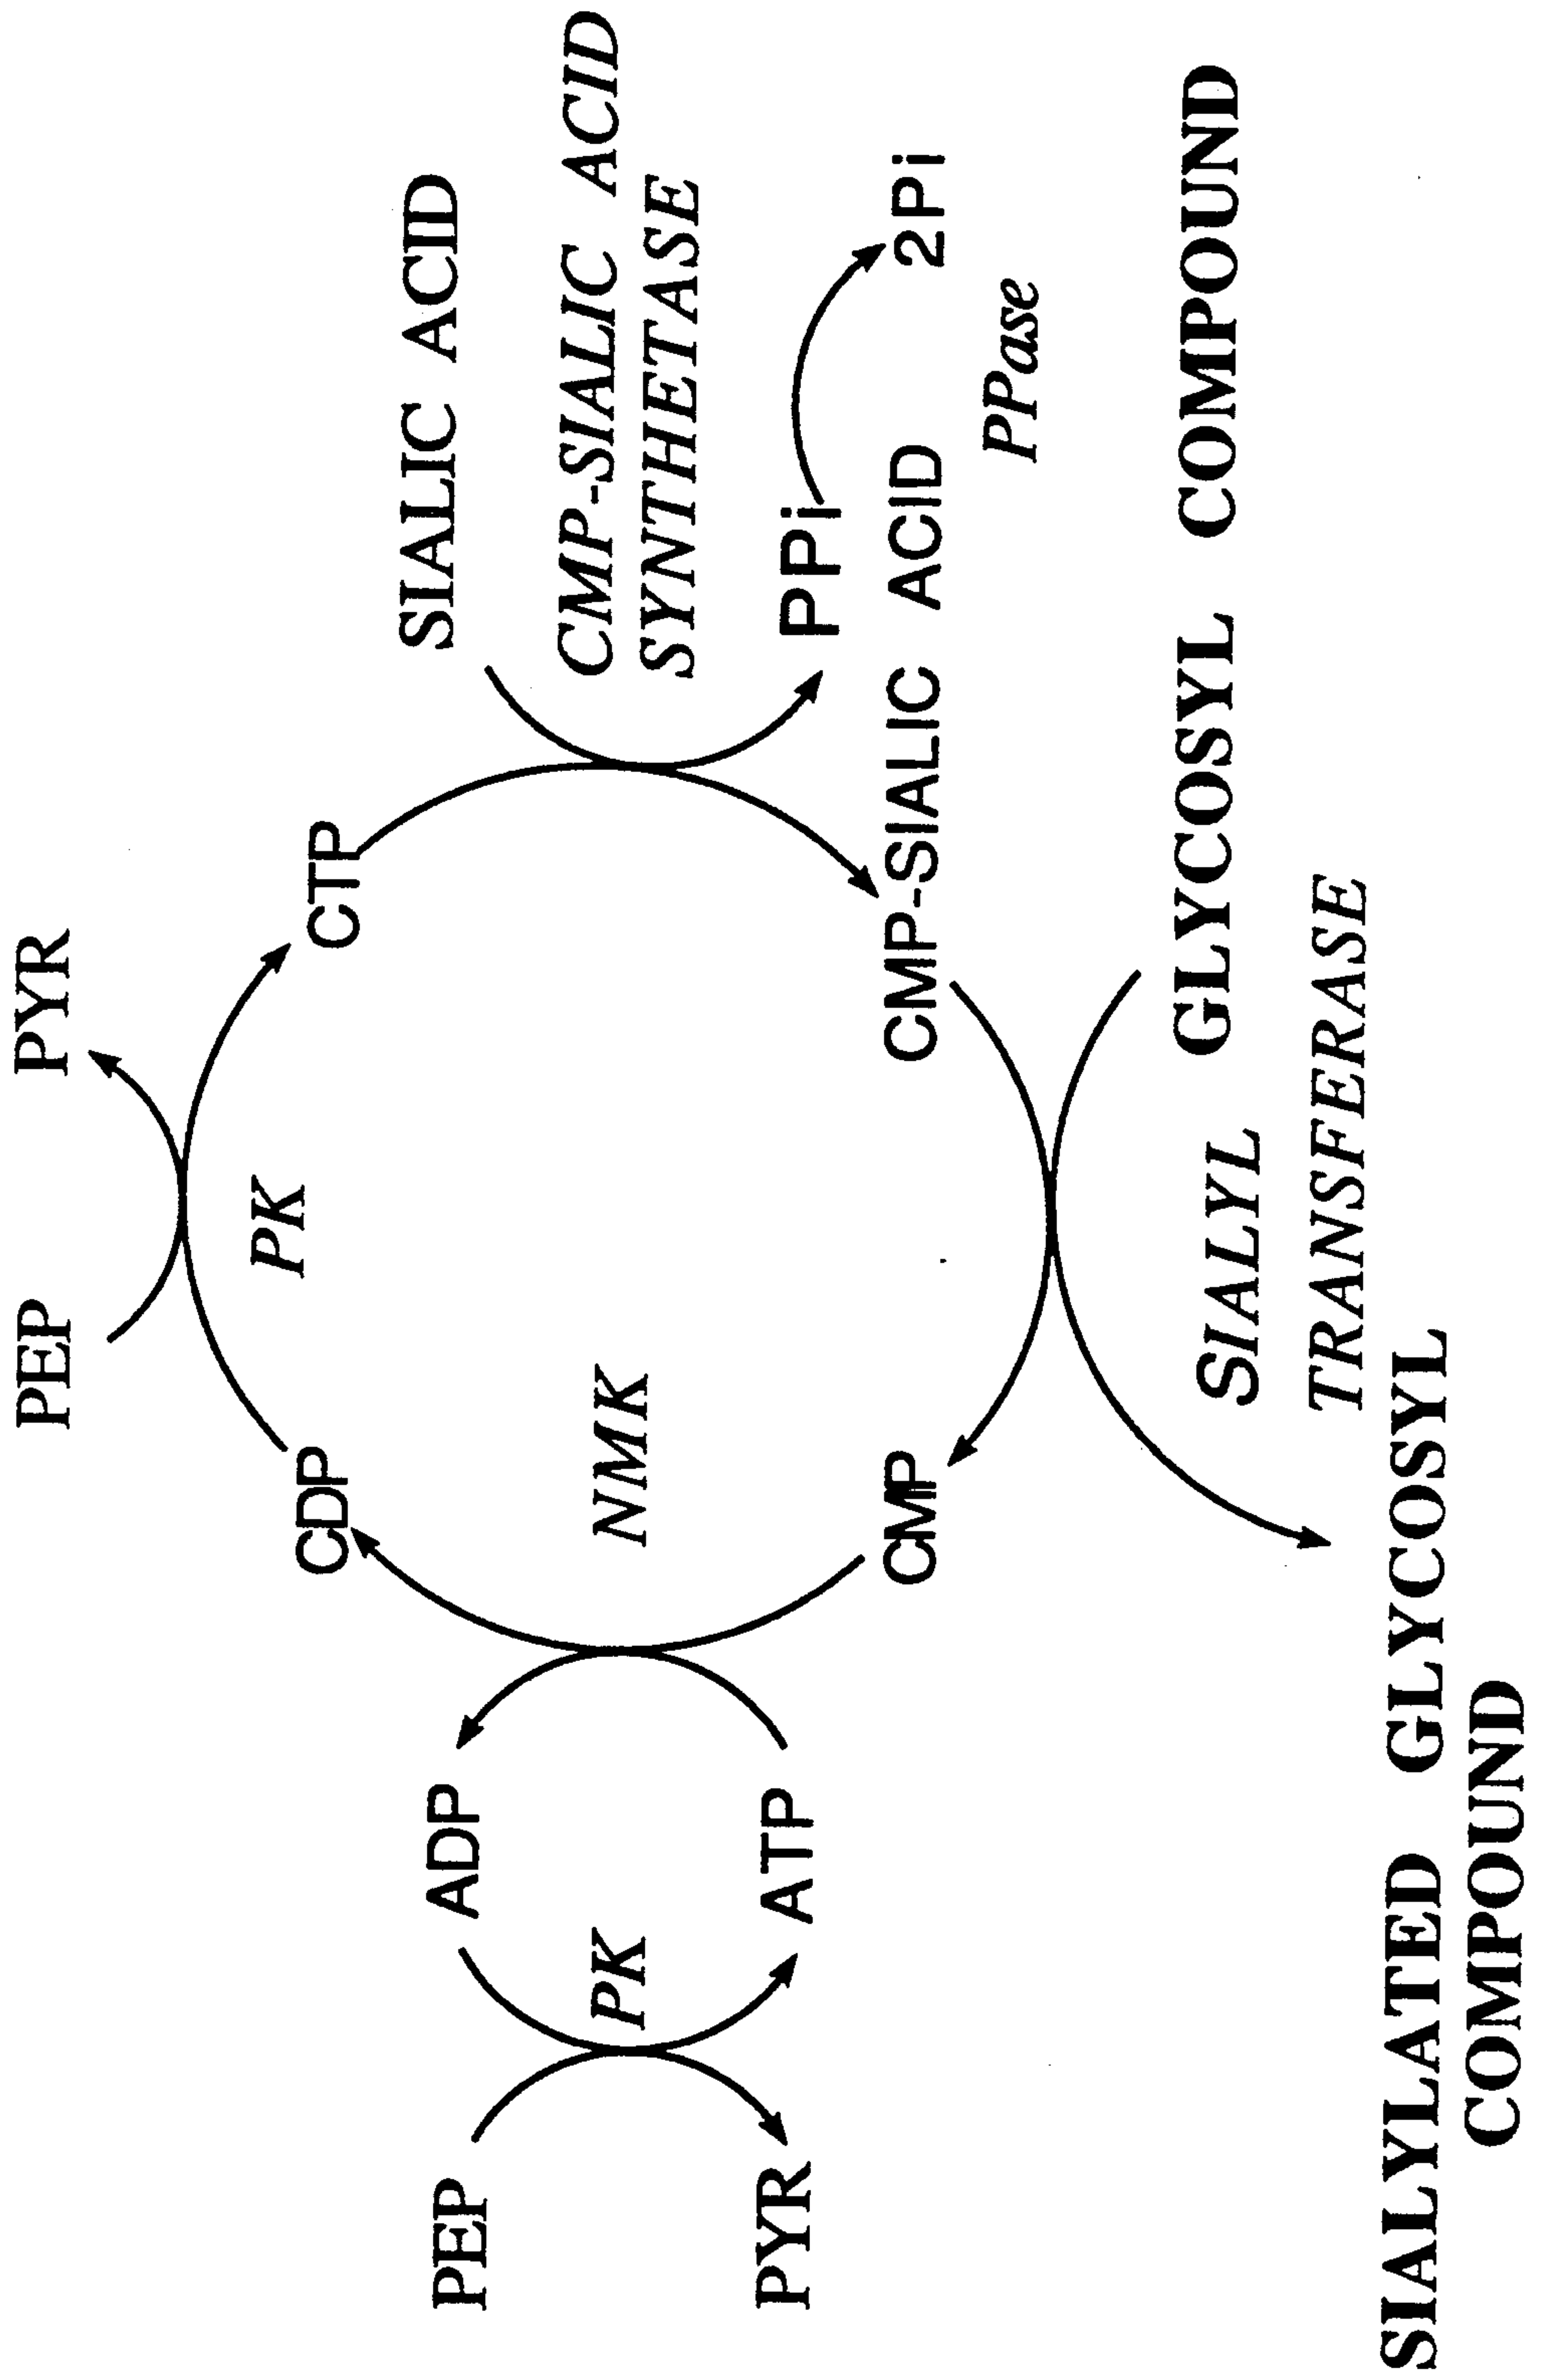 PEP
PYR
PK
CDP
CTP
SIALIC ACID
CMP-SIALIC ACID
SYNTHETASE
PEP
ADP
PK
NMK
PYR
ATP
PPi
2Pi
CMP
CMP-SIALIC ACID
PPase
GLYCOSYL COMPOUND
SIALYL
TRANSFERASE
SIALYLATED GLYCOSYL
COMPOUND